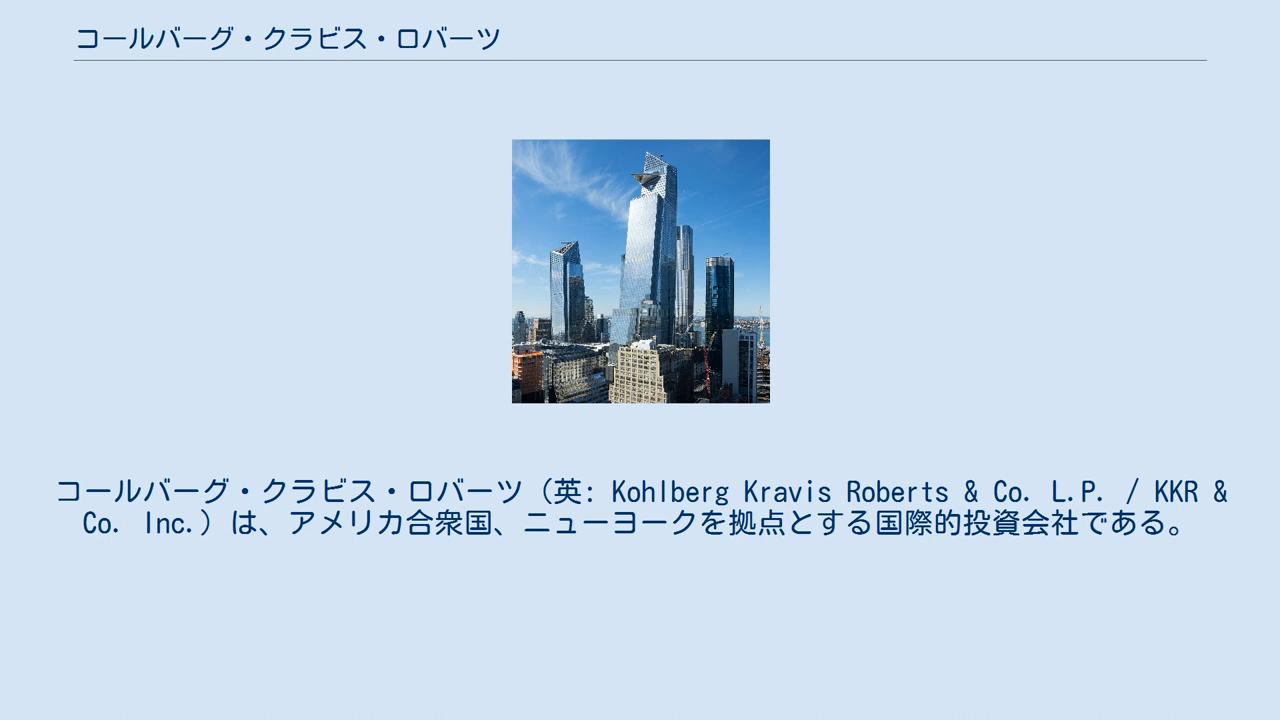 コールバーグ・クラビス・ロバーツ
コールバーグ・クラビス・ロバーツ（英: Kohlberg Kravis Roberts & Co. L.P. / KKR &
Co. Inc.）は、アメリカ合衆国、ニューヨークを拠点とする国際的投資会社である。